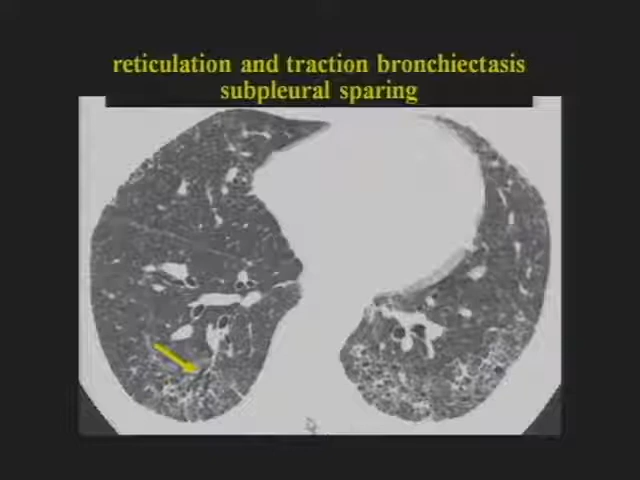 reticulation and traction bronchiectasis
subpleural sparing